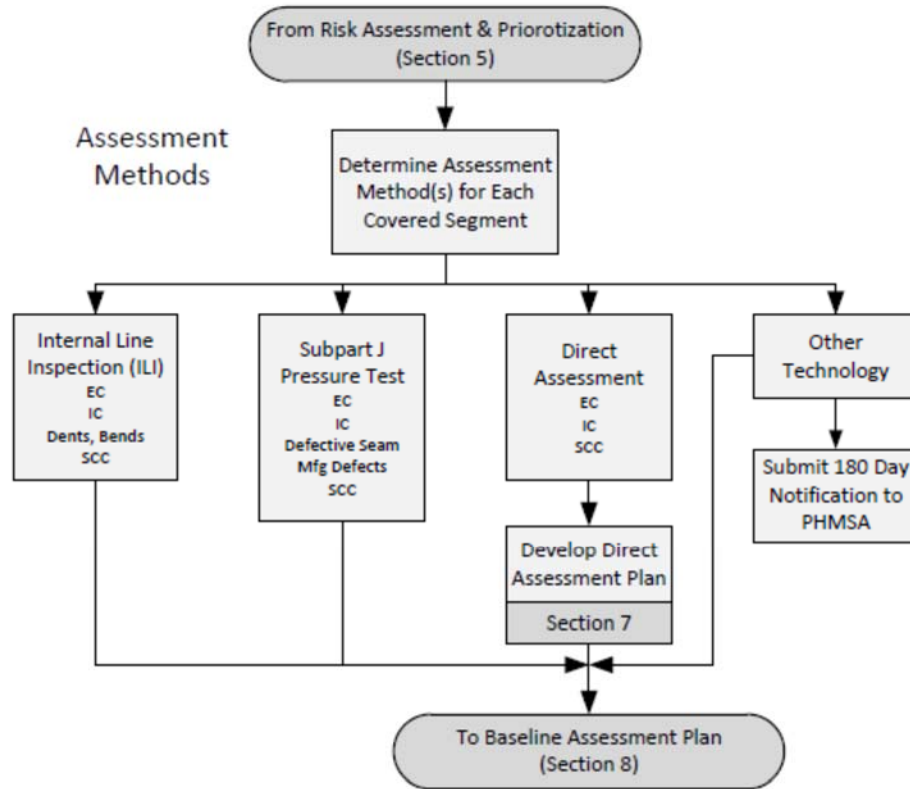 From Risk Assessment & Priorotization
(Section 5)
Assessment
Methods
Determine Assessment
Method(s) for Each
Covered Segment
Internal Line
Inspection (ILI)
EC
IC
Dents, Bends
SCC
Subpart J
Pressure Test
EC
IC
Defective Seam
Mfg Defects
SCC
Direct
Assessment
EC
IC
SCC
Other
Technology
Submit 180 Day
Notification to
PHMSA
Develop Direct
Assessment Plan
Section 7
To Baseline Assessment Plan
(Section 8)